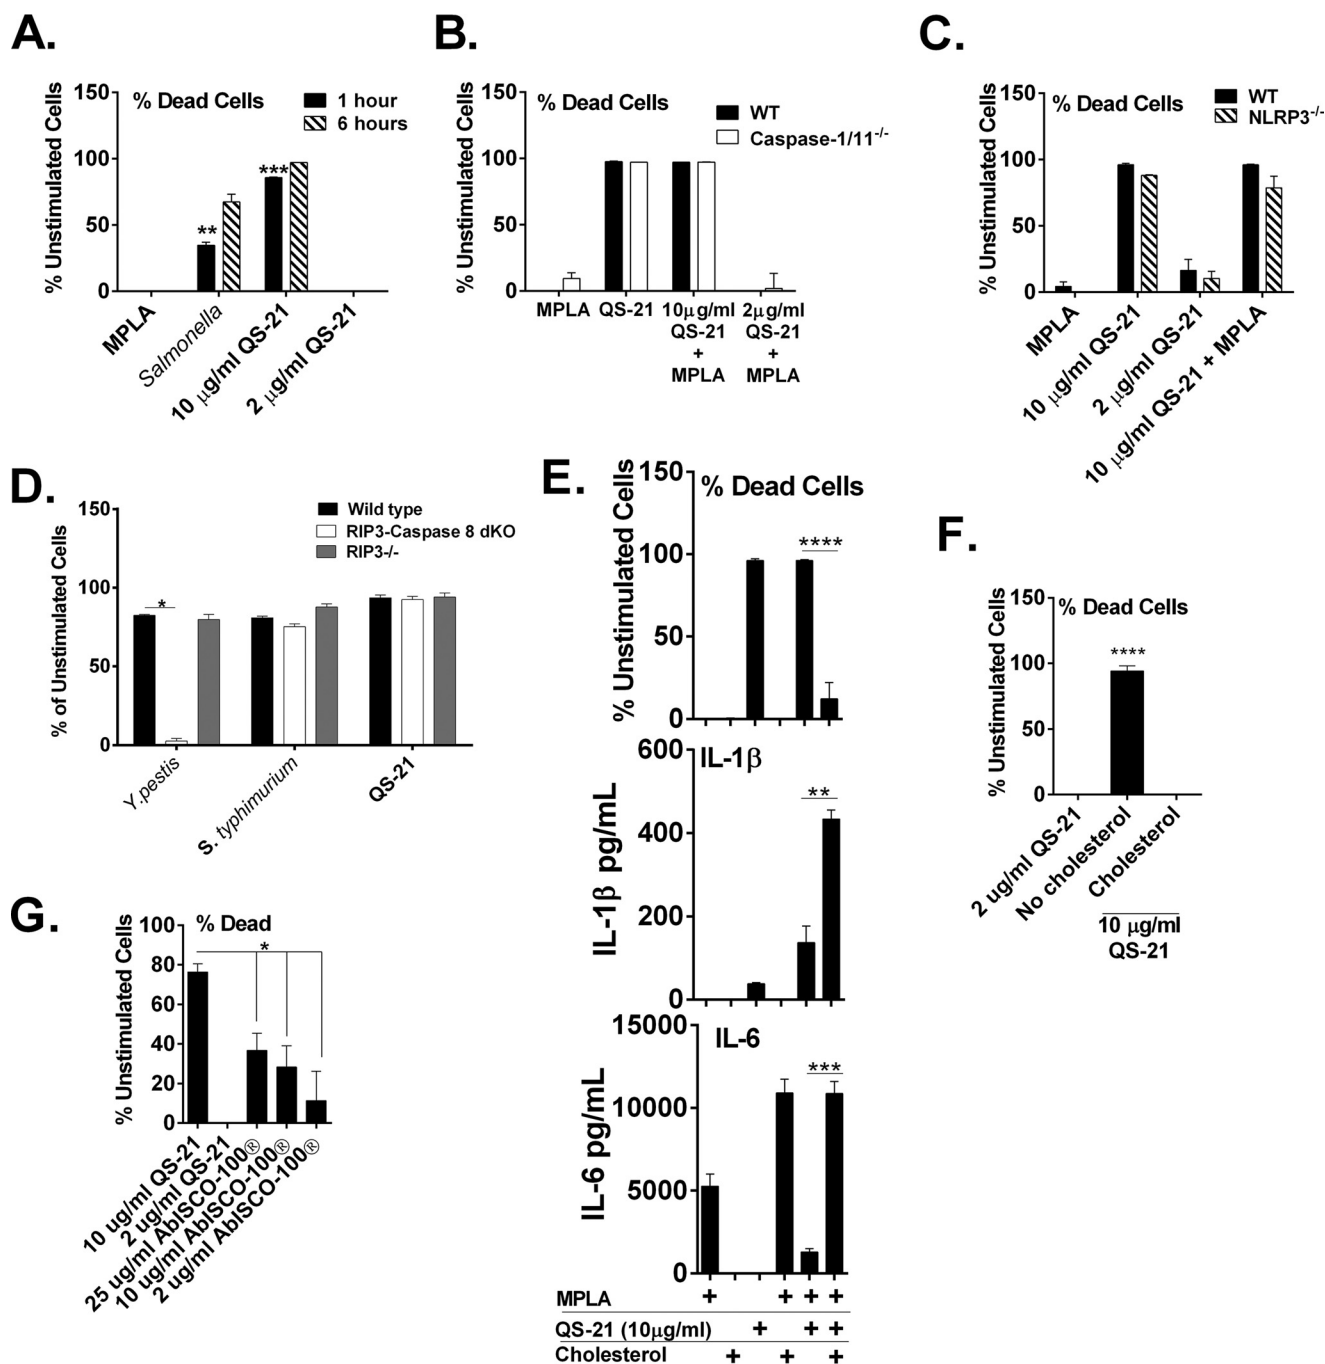 A.
% Dead Cells
1 hour
6 hours
% Unstimulated Cells
150
100
50
0
**
***
MPLA
Salmonella
10 µg/ml QS-21
2 µg/ml QS-21
B.
% Dead Cells
WT
Caspase-1/11-/-
% Unstimulated Cells
150
100
50
0
MPLA
QS-21
10µg/ml
QS-21
+
MPLA
2µg/ml
QS-21
+
MPLA
C.
% Dead Cells
WT
NLRP3-/-
% Unstimulated Cells
150
100
50
0
MPLA
10 µg/ml QS-21
2 µg/ml QS-21
10 µg/ml QS-21 + MPLA
D.
Wild type
RIP3-Caspase 8 dKO
RIP3-/-
% of Unstimulated Cells
150
100
50
0
*
Y.pestis
S. typhimurium
QS-21
E.
% Dead Cells
% Unstimulated Cells
150
100
50
0
****
IL-1β
IL-1β pg/mL
600
400
200
0
**
IL-6
IL-6 pg/mL
15000
10000
5000
0
***
MPLA + + + +
QS-21 (10µg/ml) + + +
Cholesterol + + +
F.
% Dead Cells
% Unstimulated Cells
150
100
50
0
****
2 ug/ml QS-21
No cholesterol
Cholesterol
10 µg/ml
QS-21
G.
% Dead
% Unstimulated Cells
100
80
60
40
20
0
*
10 ug/ml QS-21
2 ug/ml QS-21
25 ug/ml AbISCO-100®
10 ug/ml AbISCO-100®
2 ug/ml AbISCO-100®